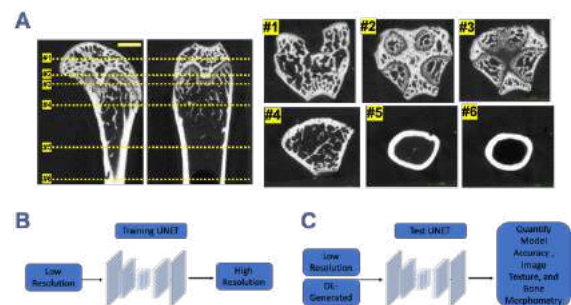 A
#1
#2
#3
#4
#5
#6
#1
#2
#3
#4
#5
#6
B
Training UNET
Low
Resolution
High
Resolution
C
Test UNET
Low
Resolution
DL-
Generated
Quantify
Model
Accuracy ,
Image
Texture, and
Bone
Morphometry